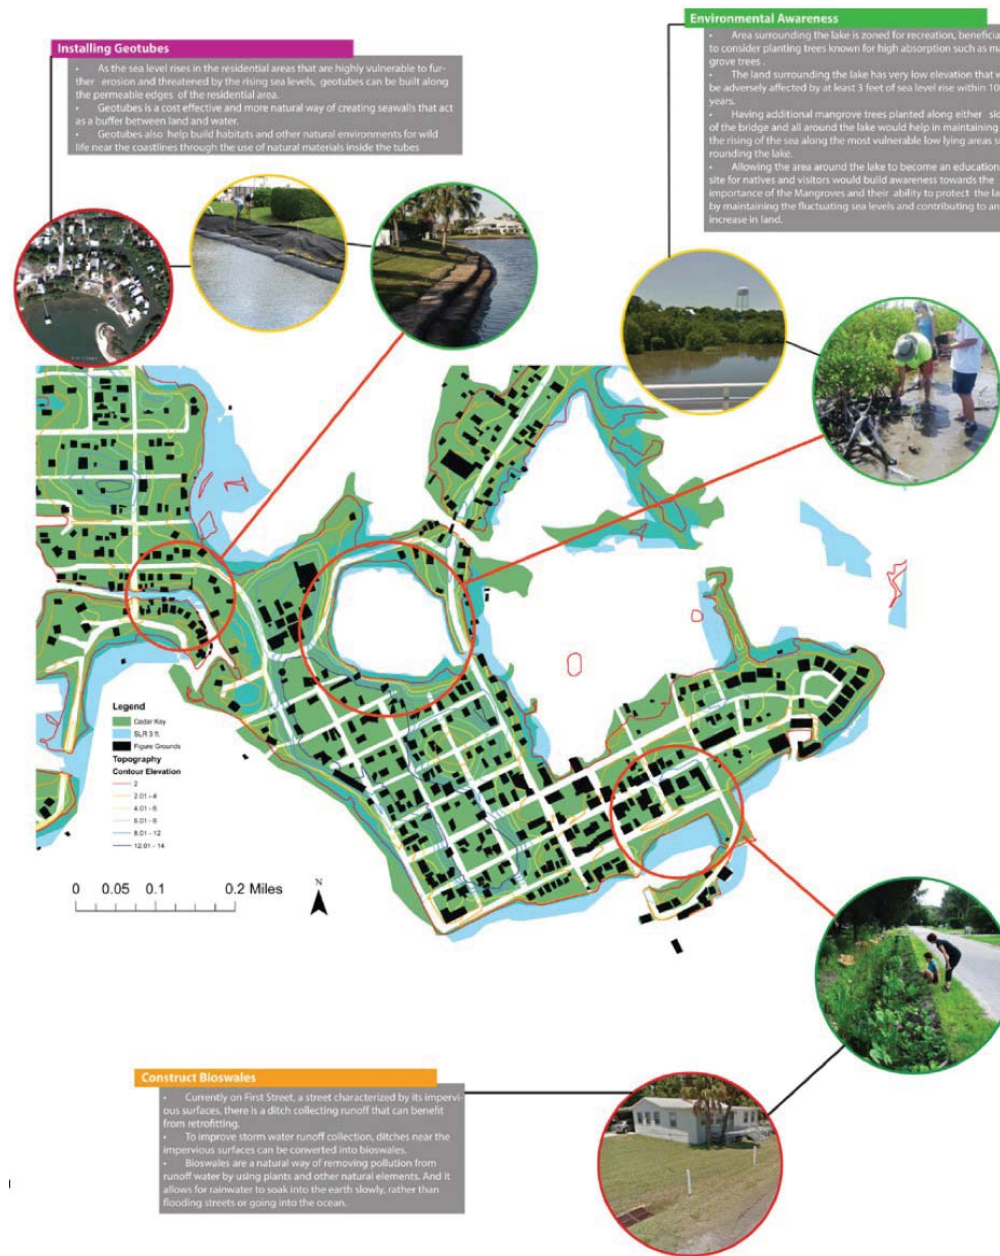 Installing Geotubes
• As the sea level rises in the residential areas that are highly vulnerable to fur-
ther erosion and threatened by the rising sea levels, geotubes can be built along
the permeable edges of the residential area.
• Geotubes is a cost effective and more natural way of creating seawalls that act
as a buffer between land and water.
• Geotubes also help build habitats and other natural environments for wild
life near the coastlines through the use of natural materials inside the tubes
Environmental Awareness
• Area surrounding the lake is zoned for recreation, beneficia
to consider planting trees known for high absorption such as ma
grove trees .
• The land surrounding the lake has very low elevation that w
be adversely affected by at least 3 feet of sea level rise within 10
years.
• Having additional mangrove trees planted along either sid
of the bridge and all around the lake would help in maintaining
the rising of the sea along the most vulnerable low lying areas su
rounding the lake.
• Allowing the area around the lake to become an education
site for natives and visitors would build awareness towards the
importance of the Mangroves and their ability to protect the la
by maintaining the fluctuating sea levels and contributing to an
increase in land.
Legend
Cedar Key
SLR 3 ft.
Figure Grounds
Topography
Contour Elevation
2
2.01 - 4
4.01 - 6
6.01 - 8
8.01 - 12
12.01 - 14
0 0.05 0.1 0.2 Miles
N
Construct Bioswales
• Currently on First Street, a street characterized by its impervi-
ous surfaces, there is a ditch collecting runoff that can benefit
from retrofitting.
• To improve storm water runoff collection, ditches near the
impervious surfaces can be converted into bioswales.
• Bioswales are a natural way of removing pollution from
runoff water by using plants and other natural elements. And it
allows for rainwater to soak into the earth slowly, rather than
flooding streets or going into the ocean.